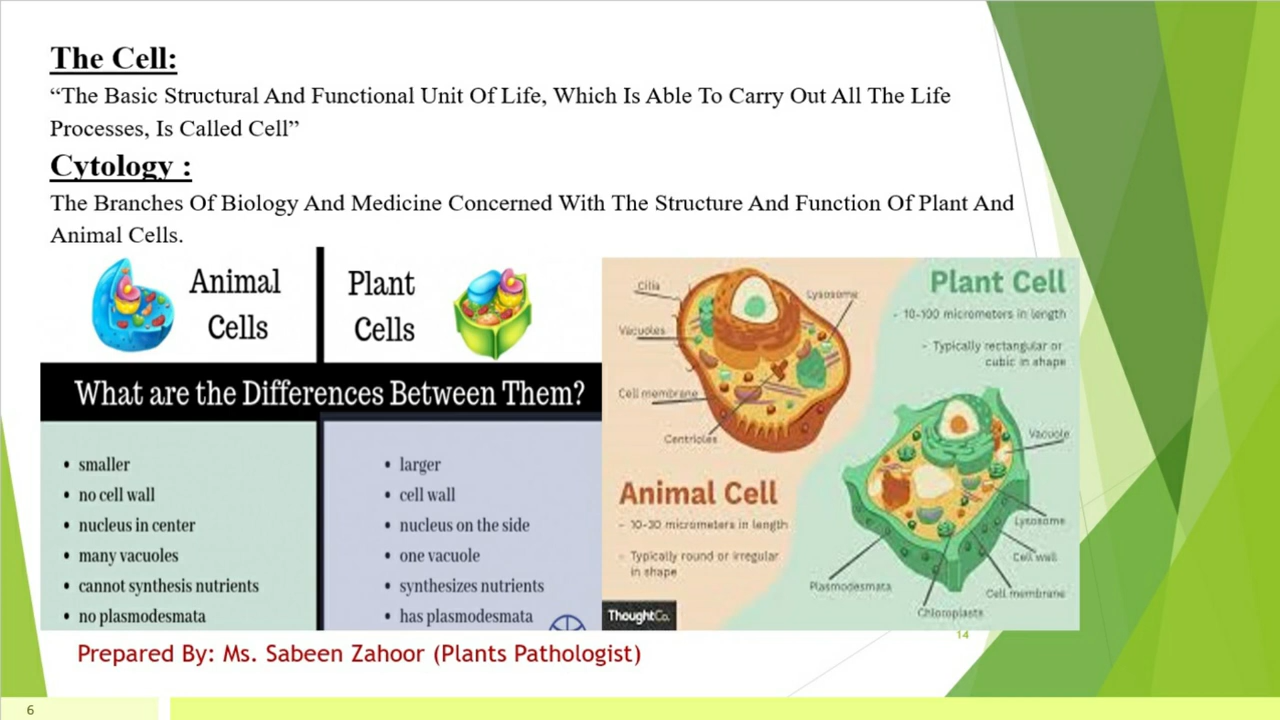 The Cell:
“The Basic Structural And Functional Unit Of Life, Which Is Able To Carry Out All The Life
Processes, Is Called Cell”
Cytology :
The Branches Of Biology And Medicine Concerned With The Structure And Function Of Plant And
Animal Cells.
Animal
Cells
Plant
Cells
What are the Differences Between Them?
• smaller
• no cell wall
• nucleus in center
• many vacuoles
• cannot synthesis nutrients
• no plasmodesmata
• larger
• cell wall
• nucleus on the side
• one vacuole
• synthesizes nutrients
• has plasmodesmata
Cilia
Lysosome
Vacuoles
Cell membrane
Centrioles
Animal Cell
- 10-30 micrometers in length
- Typically round or irregular
in shape
ThoughtCo.
Plant Cell
- 10-100 micrometers in length
- Typically rectangular or
cubic in shape
Vacuole
Lysosome
Cell wall
Cell membrane
Plasmodesmata
Chloroplasts
14
Prepared By: Ms. Sabeen Zahoor (Plants Pathologist)
6